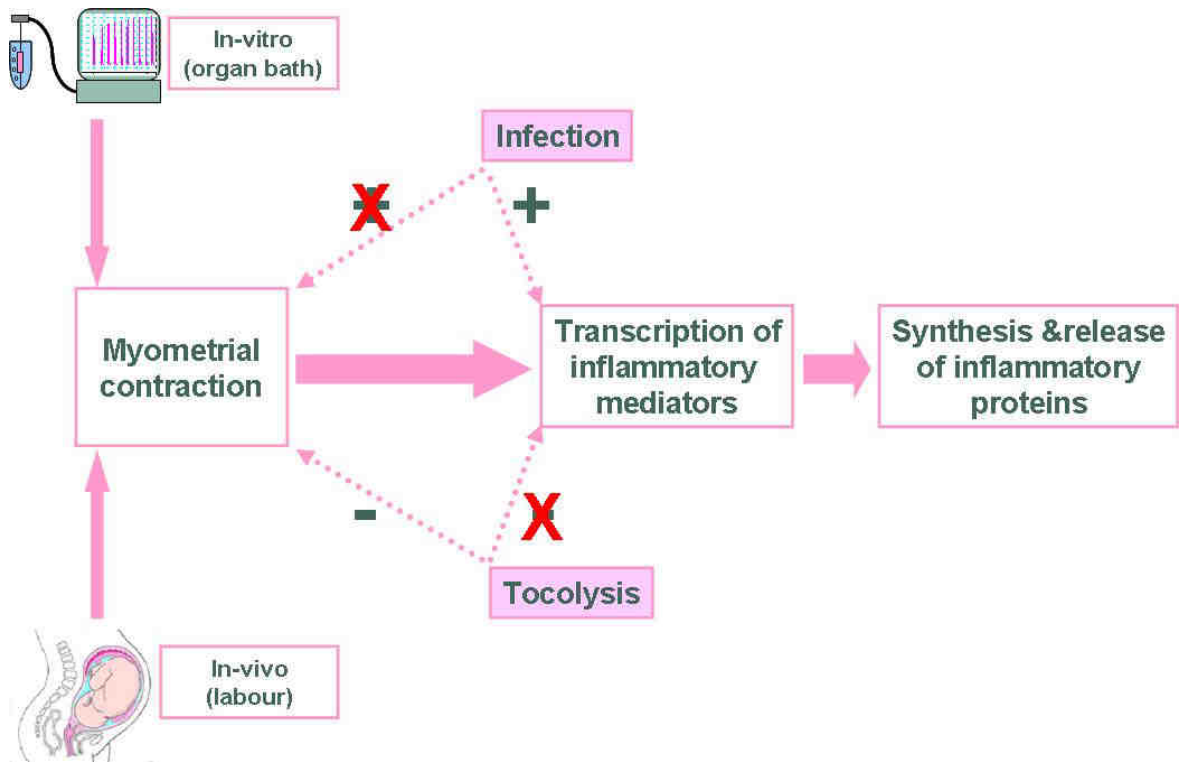 In-vitro
(organ bath)
Infection
X
+
Myometrial
contraction
Transcription of
inflammatory
mediators
Synthesis &release
of inflammatory
proteins
-
X
Tocolysis
In-vivo
(labour)